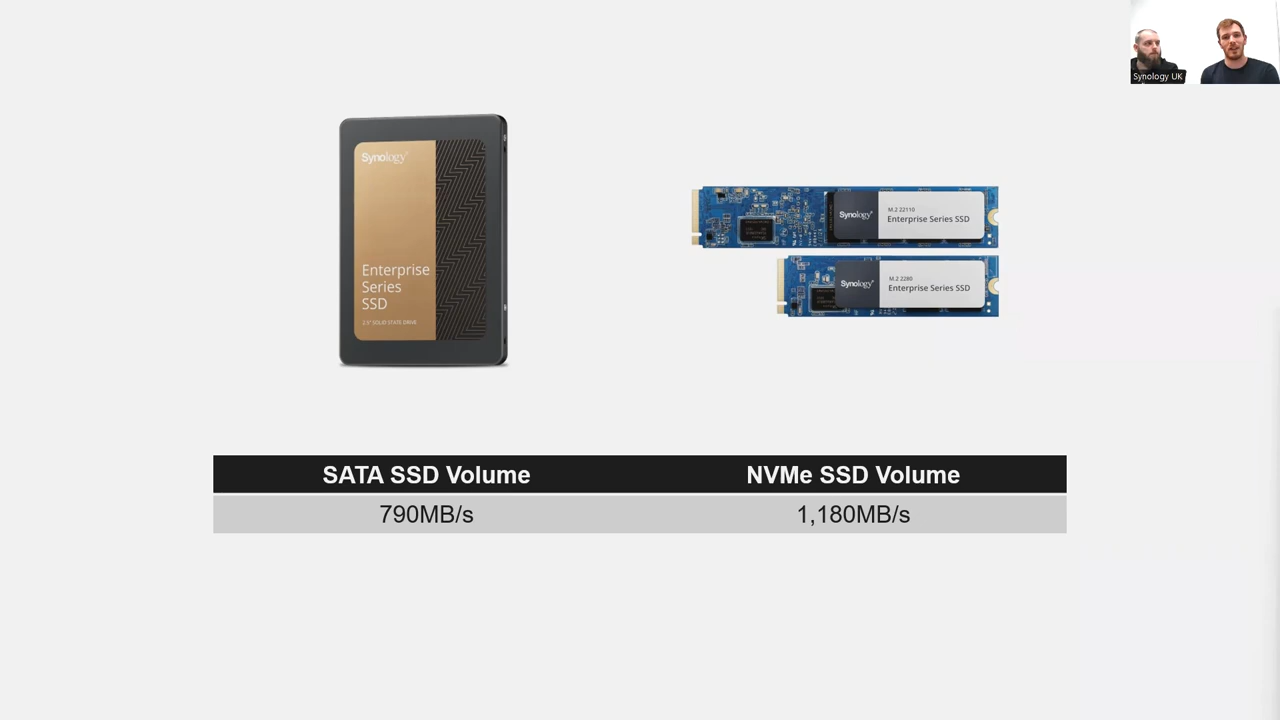 Synology UK
Synology
Enterprise
Series
SSD
2.5" SOLID STATE DRIVE
Synology
M.2 22110
Enterprise Series SSD
Synology
M.2 2280
Enterprise Series SSD
SATA SSD Volume
NVMe SSD Volume
790MB/s
1,180MB/s